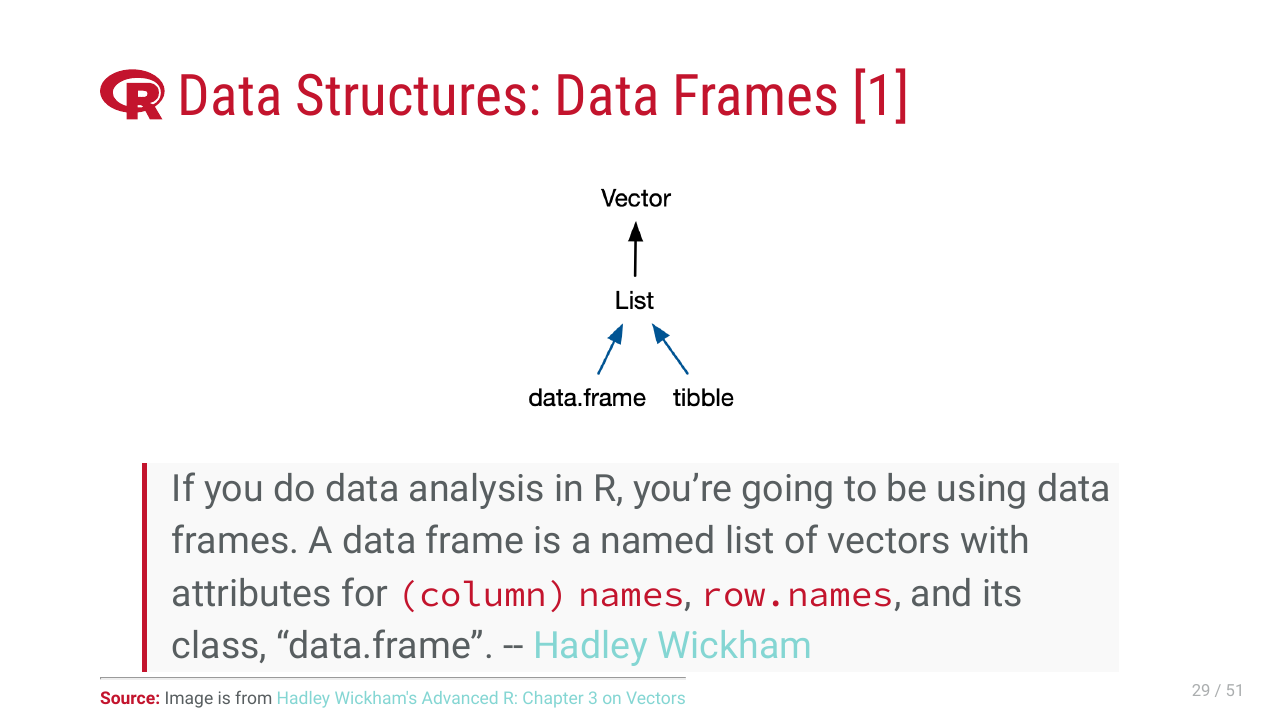 R Data Structures: Data Frames [1]
Vector
List
data.frame tibble
If you do data analysis in R, you’re going to be using data
frames. A data frame is a named list of vectors with
attributes for (column) names, row.names, and its
class, “data.frame”. -- Hadley Wickham
Source: Image is from Hadley Wickham's Advanced R: Chapter 3 on Vectors
29 / 51